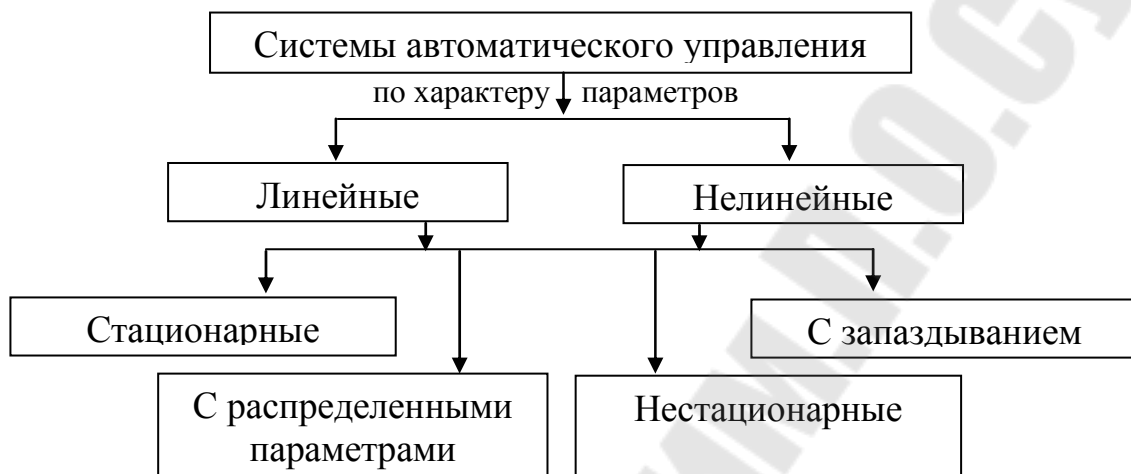 Системы автоматического управления
по характеру параметров
Линейные
Нелинейные
Стационарные
С запаздыванием
С распределенными
параметрами
Нестационарные